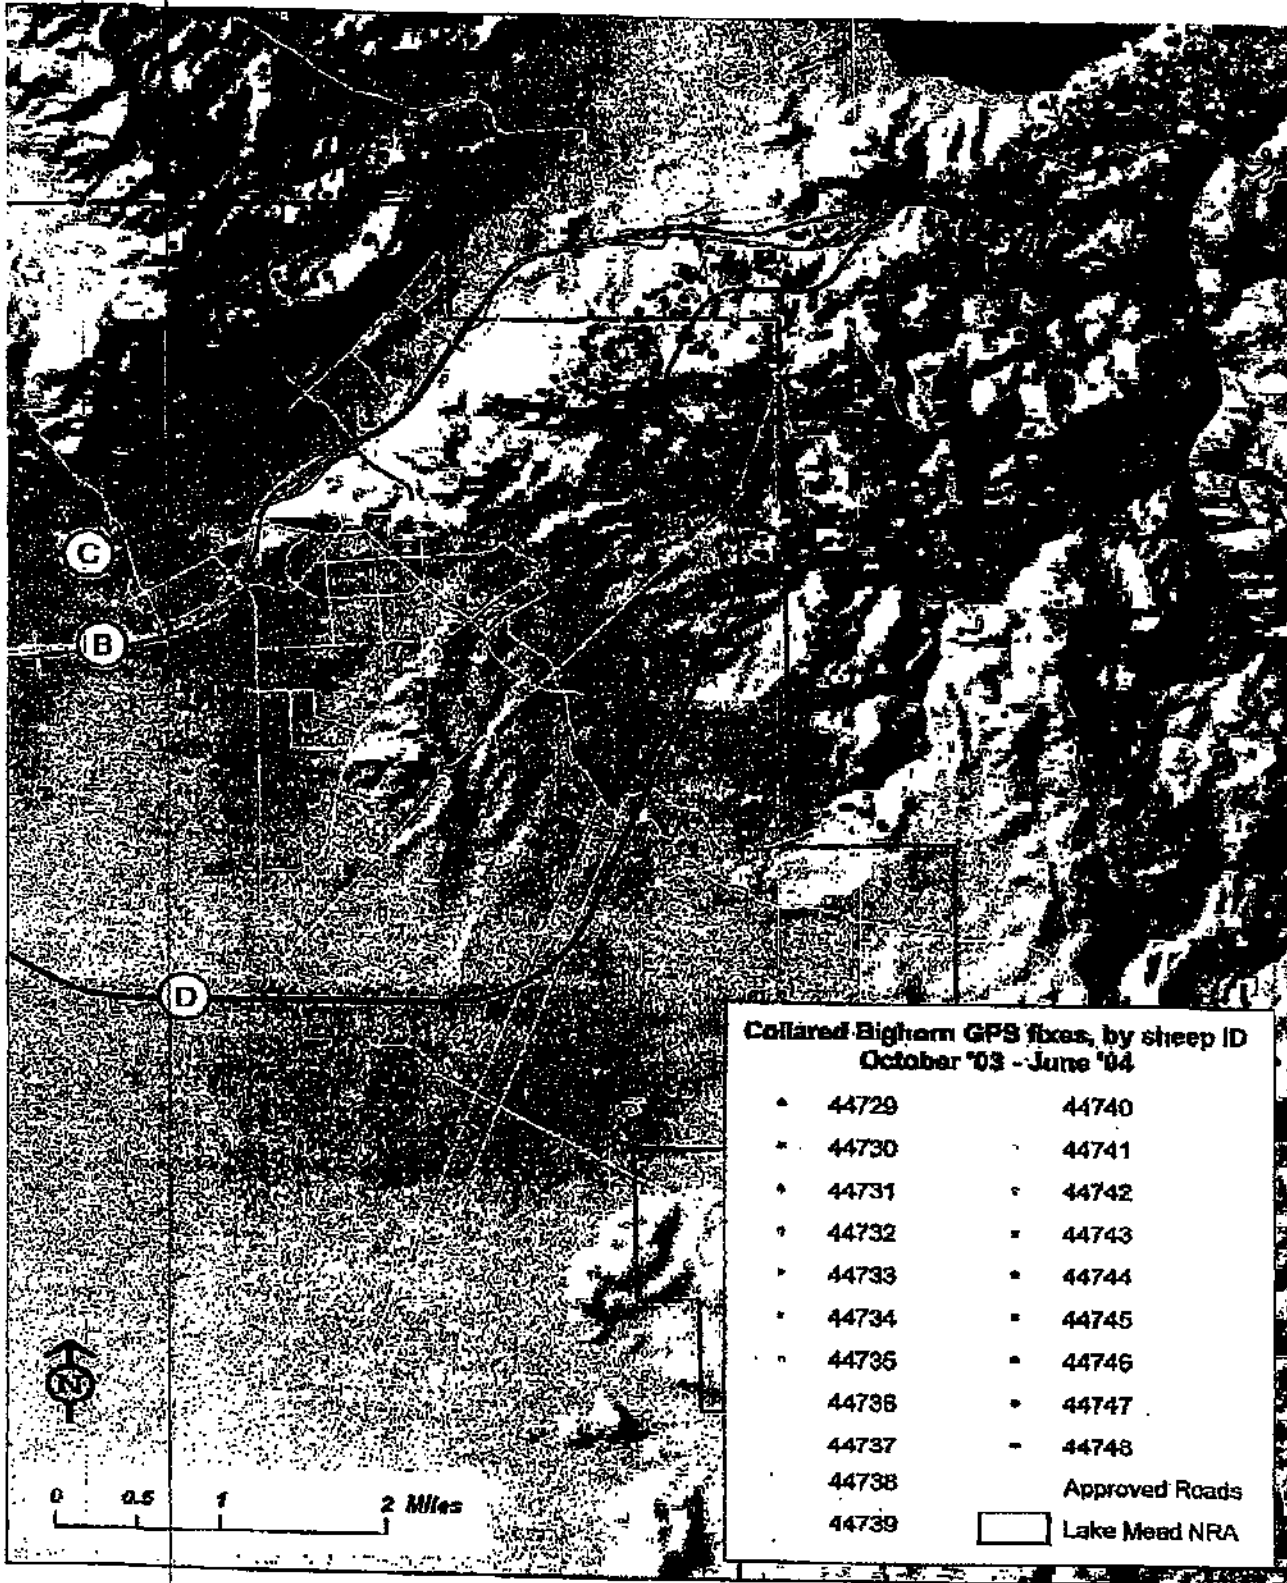 C
B
D
Collared Bighorn GPS fixes, by sheep ID
October '03 - June '04
44729 44740
44730 44741
44731 44742
44732 44743
44733 44744
44734 44745
44735 44746
44736 44747
44737 44748
44738 Approved Roads
44739 Lake Mead NRA
N
0 0.5 1 2 Miles